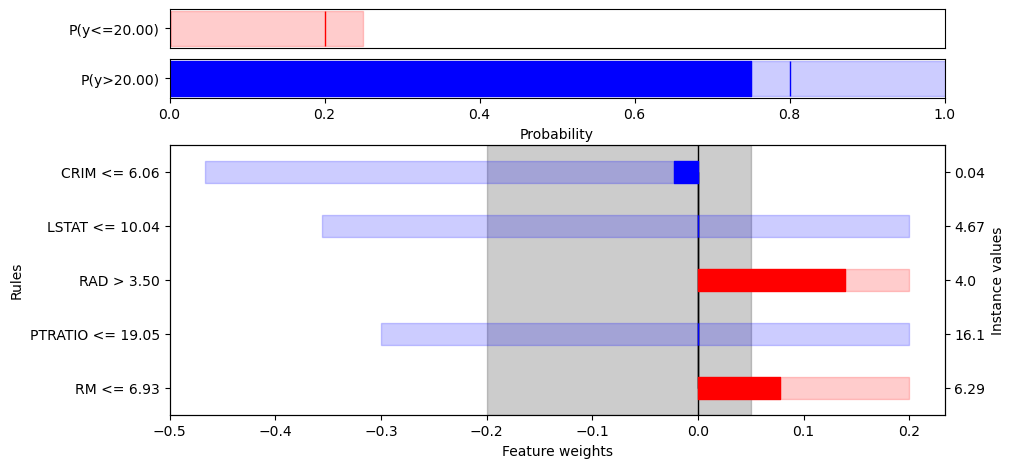 P(y<=20.00)
P(y>20.00)
0.0 0.2 0.4 0.6 0.8 1.0
Probability
CRIM <= 6.06 0.04
LSTAT <= 10.04 4.67
RAD > 3.50 4.0
PTRATIO <= 19.05 16.1
RM <= 6.93 6.29
Rules
Instance values
−0.5 −0.4 −0.3 −0.2 −0.1 0.0 0.1 0.2
Feature weights